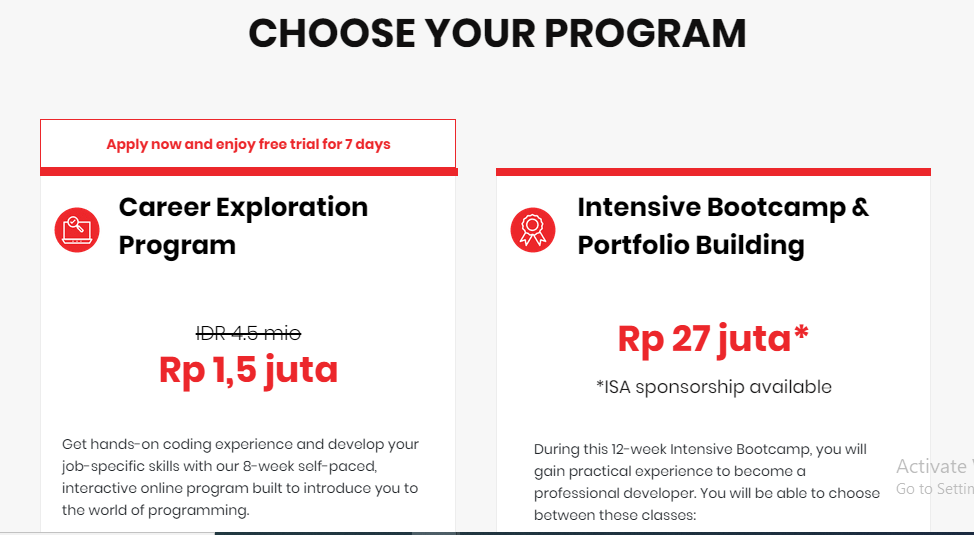 CHOOSE YOUR PROGRAM
Apply now and enjoy free trial for 7 days
Career Exploration
Program
IDR 4.5 mio
Rp 1,5 juta
Get hands-on coding experience and develop your
job-specific skills with our 8-week self-paced,
interactive online program built to introduce you to
the world of programming.
Intensive Bootcamp &
Portfolio Building
Rp 27 juta*
*ISA sponsorship available
During this 12-week Intensive Bootcamp, you will
gain practical experience to become a
professional developer. You will be able to choose
between these classes:
Activate
Go to